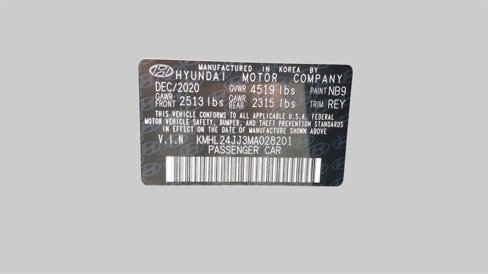 MANUFACTURED IN KOREA BY
HYUNDAI MOTOR COMPANY
DEC/2020 GVWR 4519 lbs PAINT NB9
GAWR FRONT 2513 lbs GAWR REAR 2315 lbs TRIM REY
THIS VEHICLE CONFORMS TO ALL APPLICABLE U.S.A. FEDERAL
MOTOR VEHICLE SAFETY, BUMPER, AND THEFT PREVENTION STANDARDS
IN EFFECT ON THE DATE OF MANUFACTURE SHOWN ABOVE.
V.I.N KMHL24JJ3MA028201
PASSENGER CAR